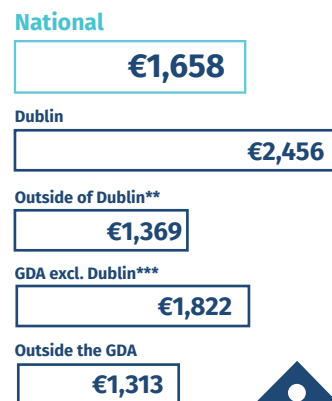 National
€1,658
Dublin
€2,456
Outside of Dublin**
€1,369
GDA excl. Dublin***
€1,822
Outside the GDA
€1,313